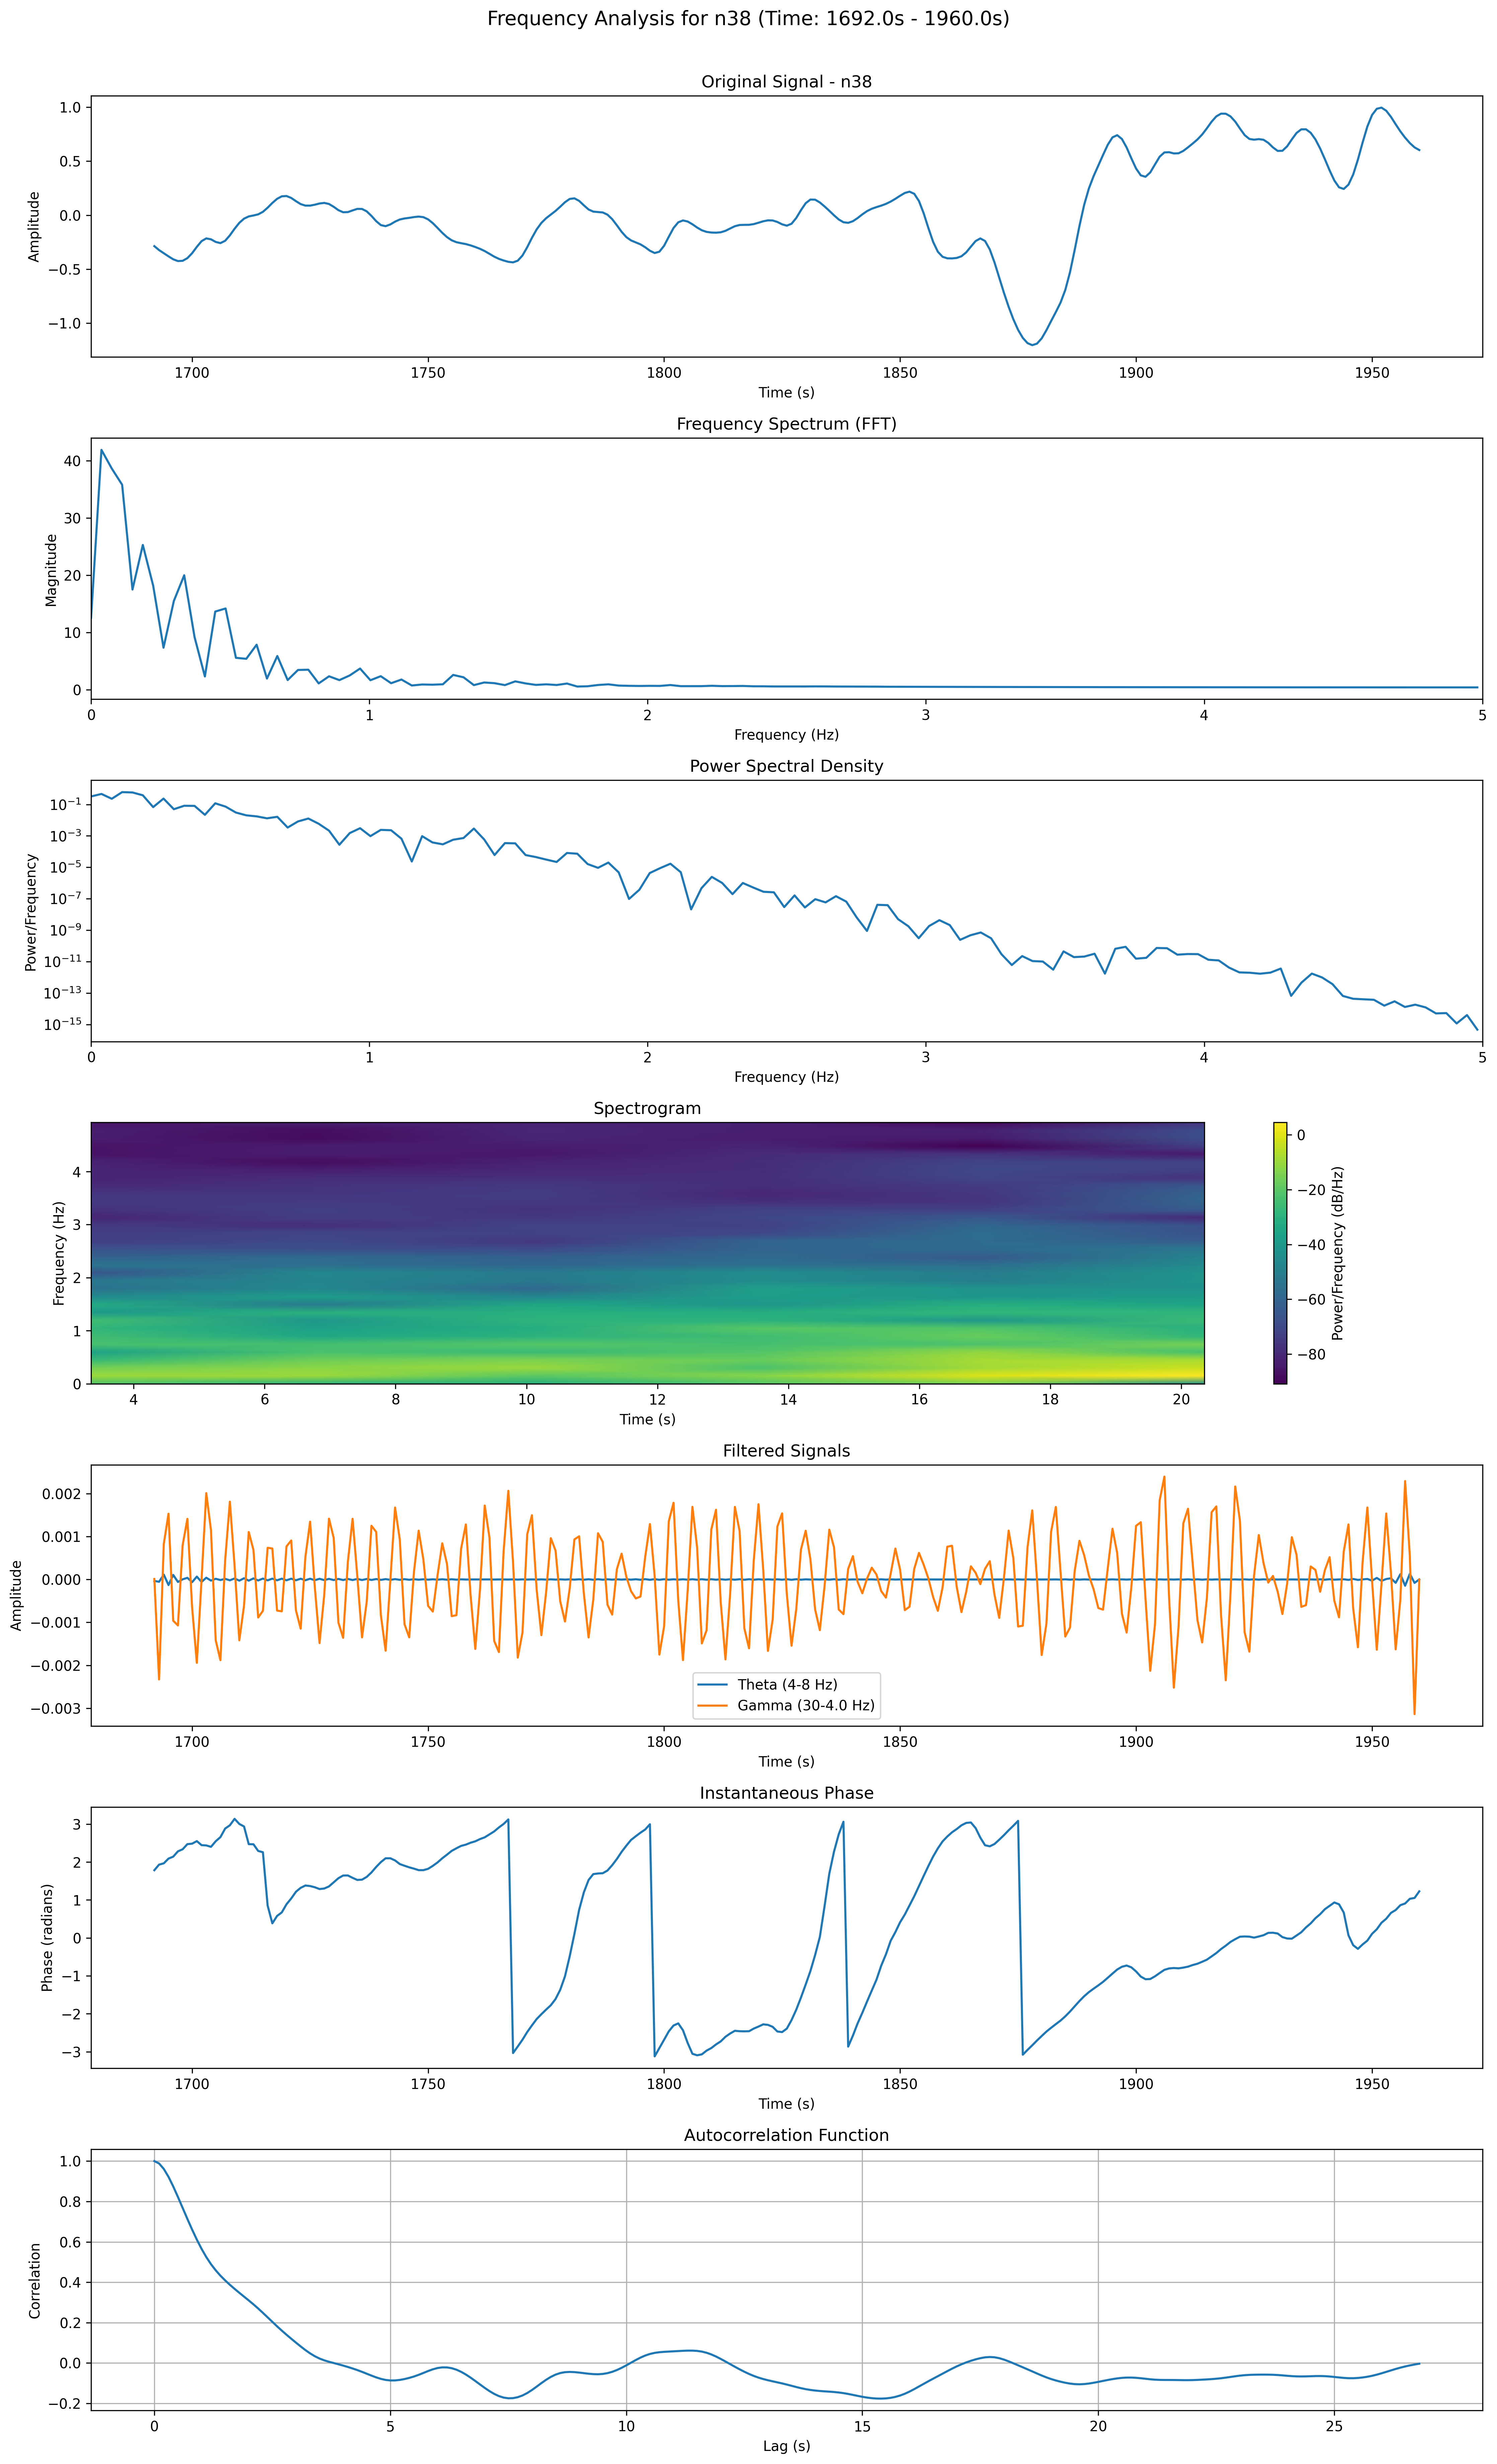 Frequency Analysis for n38 (Time: 1692.0s - 1960.0s)
Original Signal - n38
1.0
0.5
0.0
−0.5
−1.0
Amplitude
1700 1750 1800 1850 1900 1950
Time (s)
Frequency Spectrum (FFT)
40
30
20
10
0
Magnitude
0 1 2 3 4 5
Frequency (Hz)
Power Spectral Density
10⁻¹
10⁻³
10⁻⁵
10⁻⁷
10⁻⁹
10⁻¹¹
10⁻¹³
10⁻¹⁵
Power/Frequency
0 1 2 3 4 5
Frequency (Hz)
Spectrogram
4
3
2
1
0
Frequency (Hz)
4 6 8 10 12 14 16 18 20
Time (s)
0
−20
−40
−60
−80
Power/Frequency (dB/Hz)
Filtered Signals
0.002
0.001
0.000
−0.001
−0.002
−0.003
Amplitude
Theta (4-8 Hz)
Gamma (30-4.0 Hz)
1700 1750 1800 1850 1900 1950
Time (s)
Instantaneous Phase
3
2
1
0
−1
−2
−3
Phase (radians)
1700 1750 1800 1850 1900 1950
Time (s)
Autocorrelation Function
1.0
0.8
0.6
0.4
0.2
0.0
−0.2
Correlation
0 5 10 15 20 25
Lag (s)